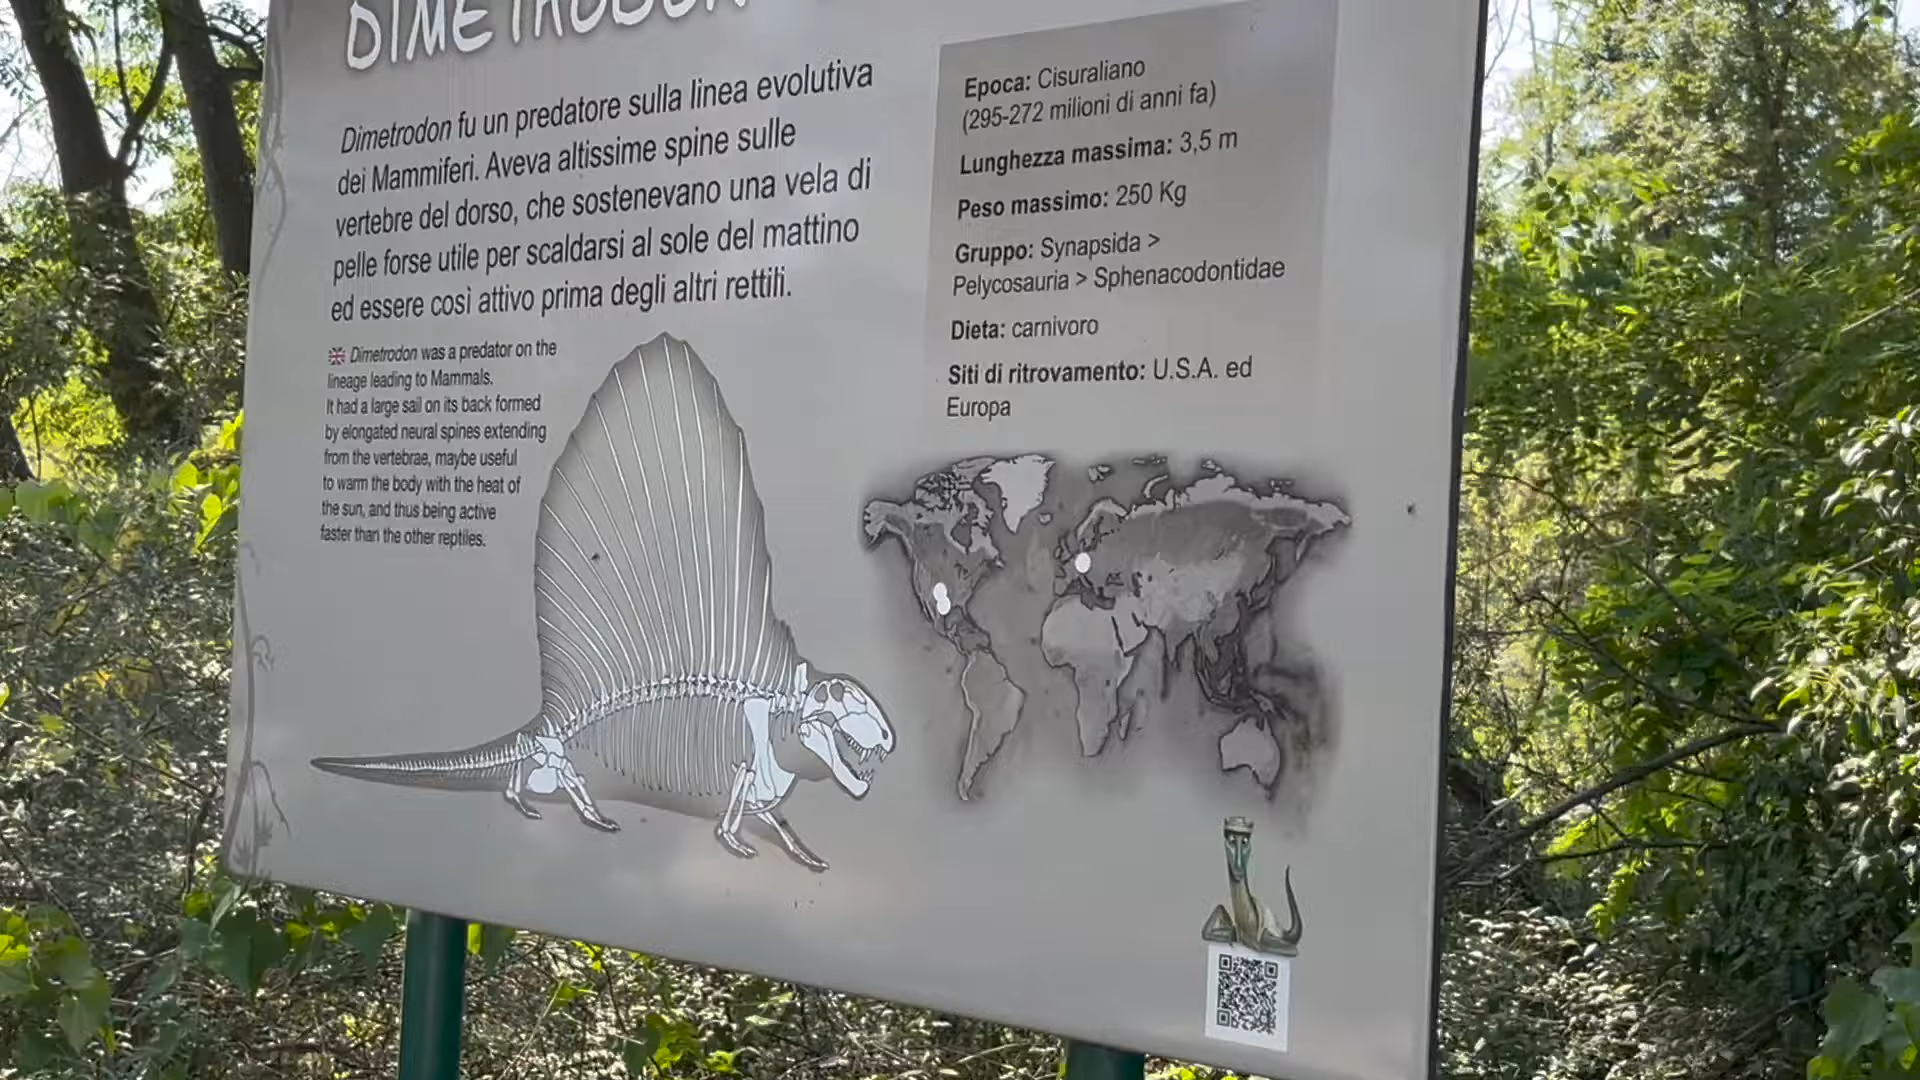 DIMETRODON
Dimetrodon fu un predatore sulla linea evolutiva
dei Mammiferi. Aveva altissime spine sulle
vertebre del dorso, che sostenevano una vela di
pelle forse utile per scaldarsi al sole del mattino
ed essere così attivo prima degli altri rettili.
Dimetrodon was a predator on the
lineage leading to Mammals.
It had a large sail on its back formed
by elongated neural spines extending
from the vertebrae, maybe useful
to warm the body with the heat of
the sun, and thus being active
faster than the other reptiles.
Epoca: Cisuraliano
(295-272 milioni di anni fa)
Lunghezza massima: 3,5 m
Peso massimo: 250 Kg
Gruppo: Synapsida >
Pelycosauria > Sphenacodontidae
Dieta: carnivoro
Siti di ritrovamento: U.S.A. ed
Europa